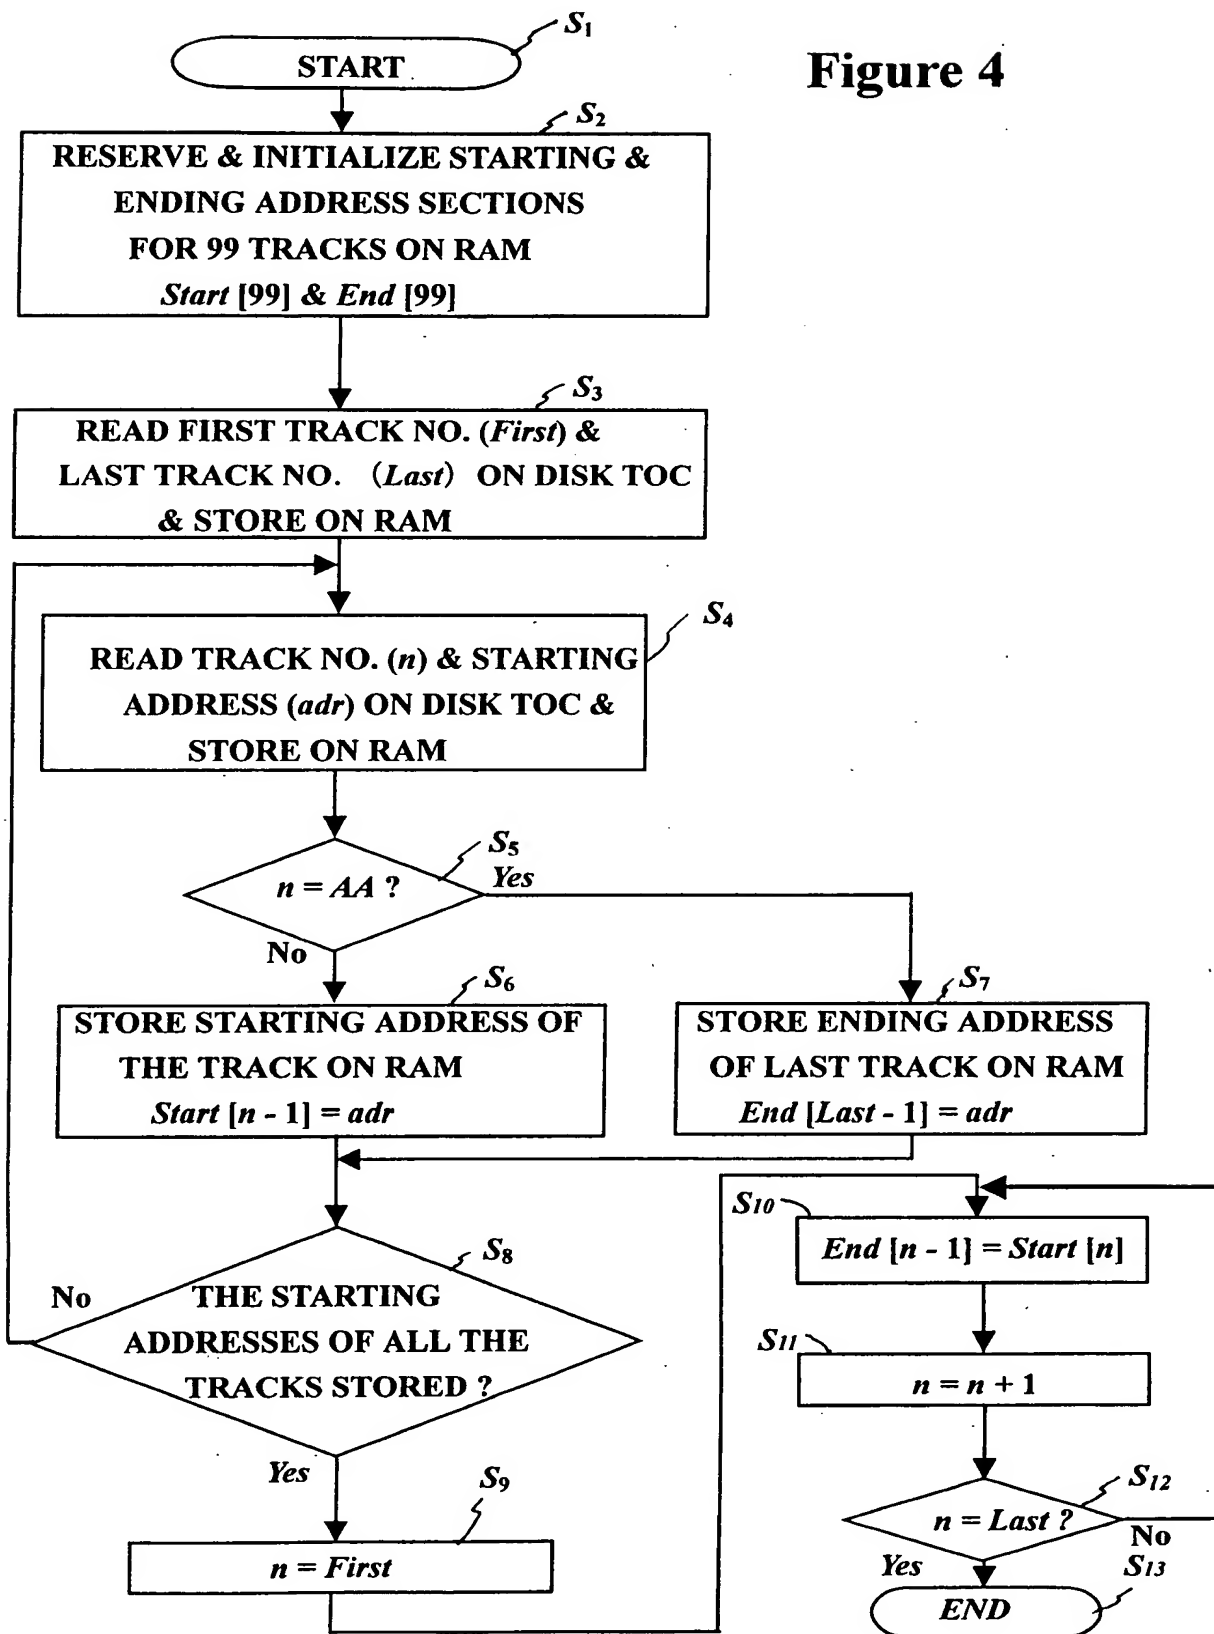 Figure 4
S1
START
S2
RESERVE & INITIALIZE STARTING &
ENDING ADDRESS SECTIONS
FOR 99 TRACKS ON RAM
Start [99] & End [99]
S3
READ FIRST TRACK NO. (First) &
LAST TRACK NO. （Last） ON DISK TOC
& STORE ON RAM
S4
READ TRACK NO. (n) & STARTING
ADDRESS (adr) ON DISK TOC &
STORE ON RAM
S5
n = AA ?
Yes
No
S6
STORE STARTING ADDRESS OF
THE TRACK ON RAM
Start [n - 1] = adr
S7
STORE ENDING ADDRESS
OF LAST TRACK ON RAM
End [Last - 1] = adr
S8
No
THE STARTING
ADDRESSES OF ALL THE
TRACKS STORED ?
Yes
S9
n = First
S10
End [n - 1] = Start [n]
S11
n = n + 1
S12
n = Last ?
No
Yes
S13
END